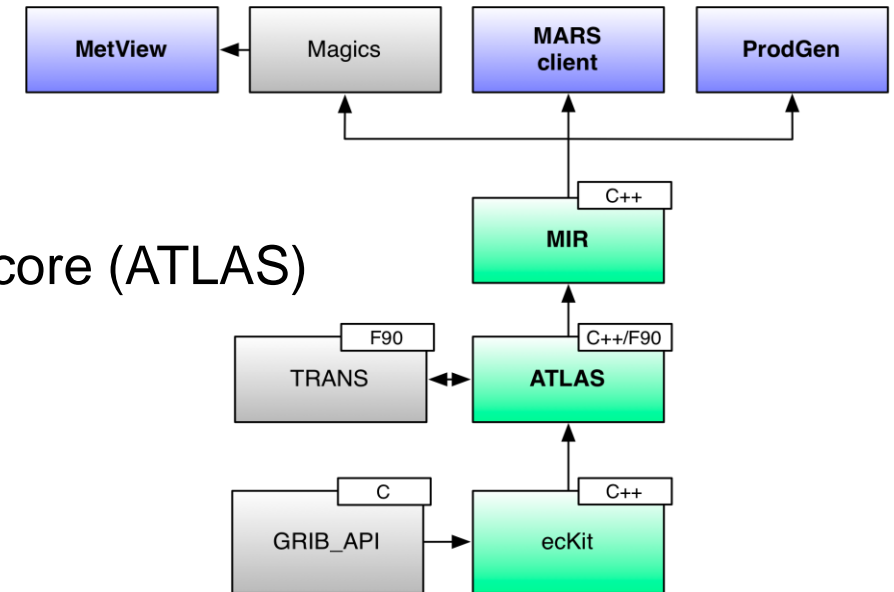 MetView
Magics
MARS
client
ProdGen
C++
MIR
core (ATLAS)
F90
TRANS
C++/F90
ATLAS
C
GRIB_API
C++
ecKit